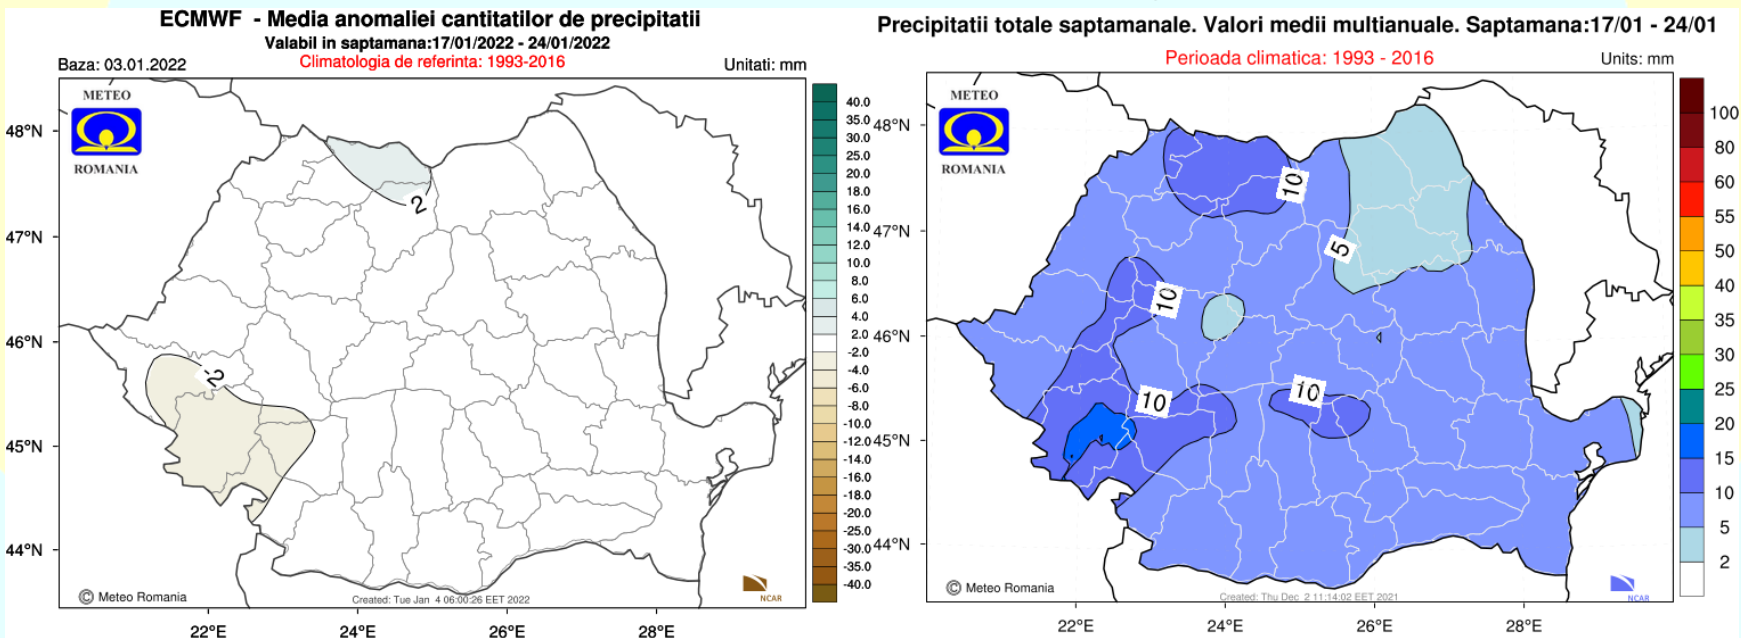 ECMWF - Media anomaliei cantitatilor de precipitatii
Valabil in saptamana:17/01/2022 - 24/01/2022
Baza: 03.01.2022
Climatologia de referinta: 1993-2016
Unitati: mm
METEO
ROMANIA
48°N
47°N
46°N
45°N
44°N
2
-2
40.0
35.0
30.0
25.0
20.0
18.0
16.0
14.0
12.0
10.0
8.0
6.0
4.0
2.0
-2.0
-4.0
-6.0
-8.0
-10.0
-12.0
-14.0
-16.0
-18.0
-20.0
-25.0
-30.0
-35.0
-40.0
© Meteo Romania
Created: Tue Jan 4 06:00:26 EET 2022
NCAR
22°E
24°E
26°E
28°E
Precipitatii totale saptamanale. Valori medii multianuale. Saptamana:17/01 - 24/01
Perioada climatica: 1993 - 2016
Units: mm
METEO
ROMANIA
48°N
47°N
46°N
45°N
44°N
10
5
10
10
10
100
80
60
55
50
40
35
30
25
20
15
10
5
2
© Meteo Romania
Created: Thu Dec 2 11:14:02 EET 2021
NCAR
22°E
24°E
26°E
28°E